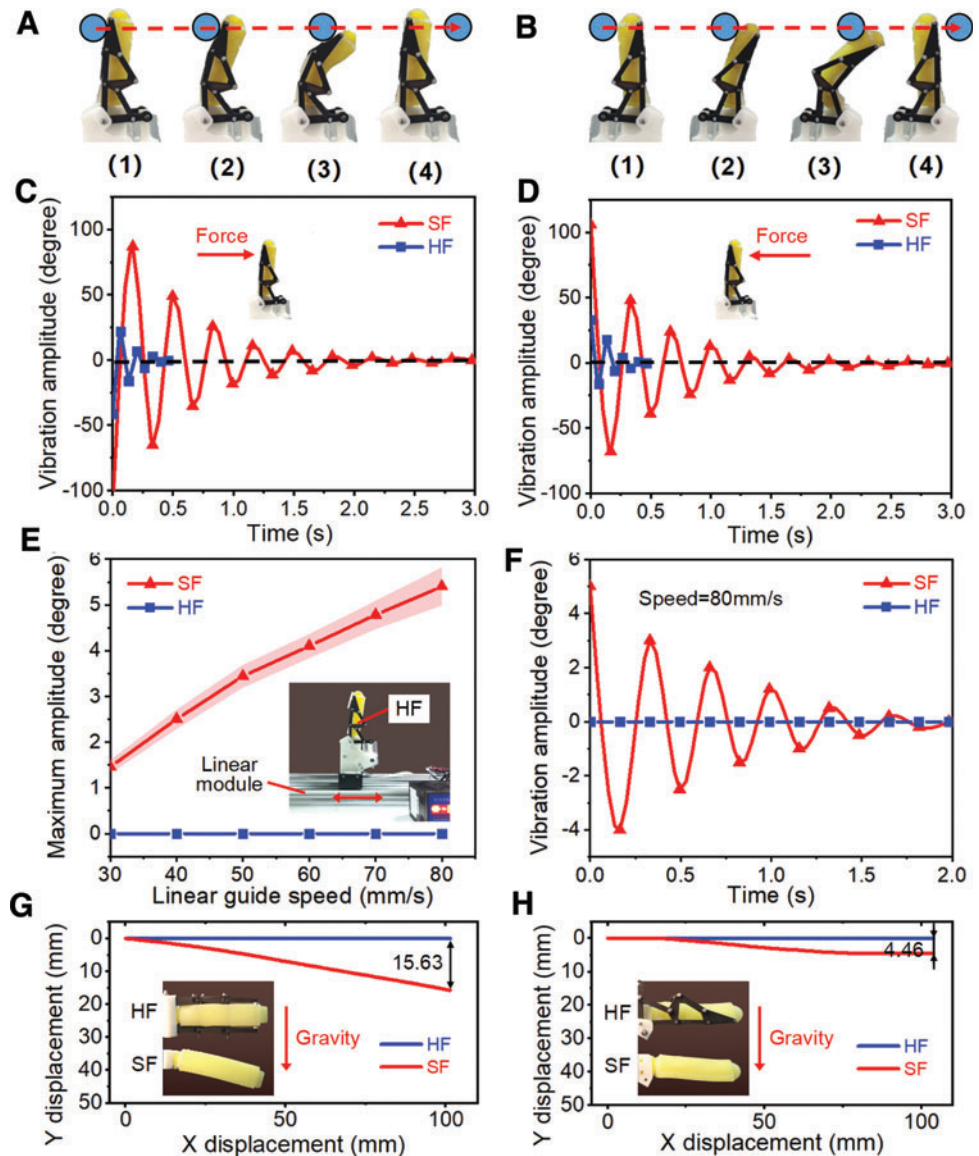 A
B
(1) (2) (3) (4)
(1) (2) (3) (4)
C
Vibration amplitude (degree)
100
50
0
-50
-100
Force
SF
HF
0.0 0.5 1.0 1.5 2.0 2.5 3.0
Time (s)
D
Vibration amplitude (degree)
100
50
0
-50
-100
Force
SF
HF
0.0 0.5 1.0 1.5 2.0 2.5 3.0
Time (s)
E
Maximum amplitude (degree)
6
5
4
3
2
1
0
SF
HF
HF
Linear
module
30 40 50 60 70 80
Linear guide speed (mm/s)
F
Vibration amplitude (degree)
6
4
2
0
-2
-4
SF
HF
Speed=80mm/s
0.0 0.5 1.0 1.5 2.0
Time (s)
G
Y displacement (mm)
0
10
20
30
40
50
15.63
HF
SF
Gravity
HF
SF
0 50 100
X displacement (mm)
H
Y displacement (mm)
0
10
20
30
40
50
4.46
HF
SF
Gravity
HF
SF
0 50 100
X displacement (mm)